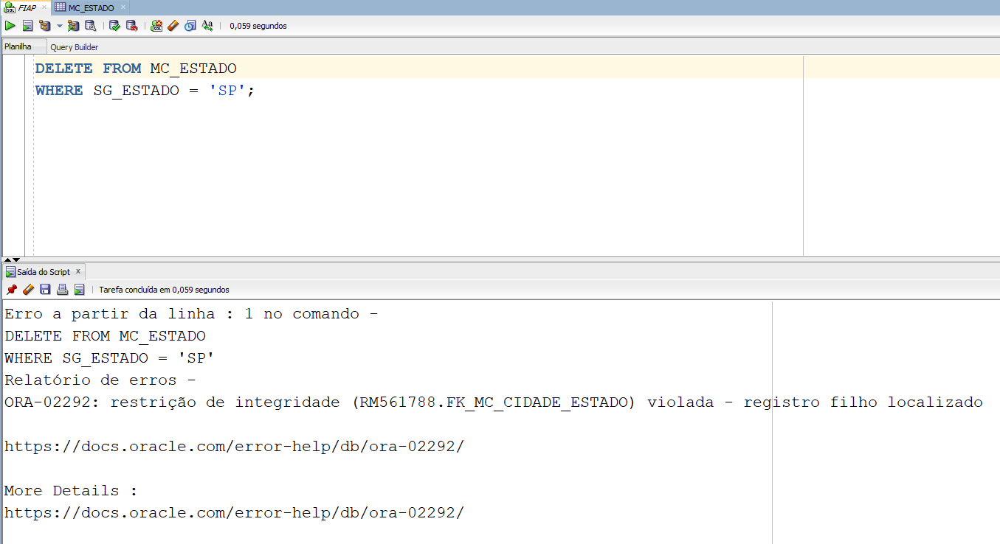 FIAP
MC_ESTADO
0,059 segundos
Planilha
Query Builder
DELETE FROM MC_ESTADO
WHERE SG_ESTADO = 'SP';
Saída do Script
Tarefa concluída em 0,059 segundos
Erro a partir da linha : 1 no comando -
DELETE FROM MC_ESTADO
WHERE SG_ESTADO = 'SP'
Relatório de erros -
ORA-02292: restrição de integridade (RM561788.FK_MC_CIDADE_ESTADO) violada - registro filho localizado
https://docs.oracle.com/error-help/db/ora-02292/
More Details :
https://docs.oracle.com/error-help/db/ora-02292/